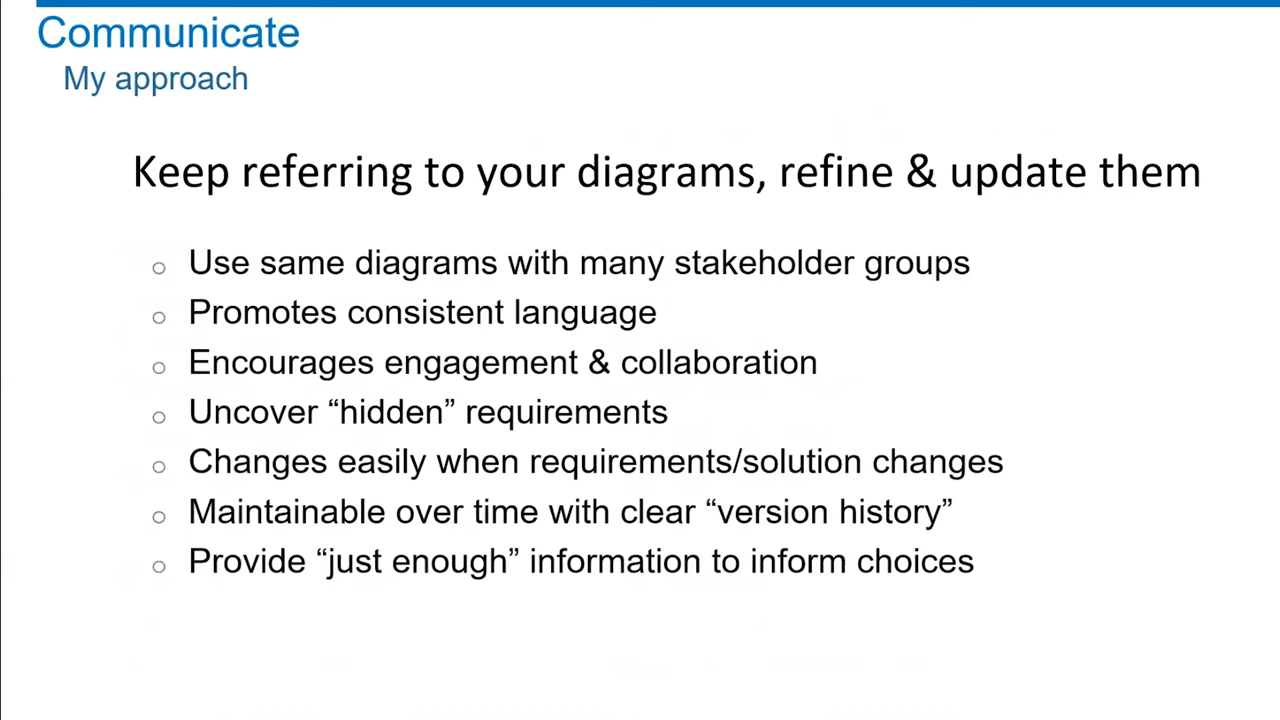 Communicate
My approach
Keep referring to your diagrams, refine & update them
Use same diagrams with many stakeholder groups
Promotes consistent language
Encourages engagement & collaboration
Uncover “hidden” requirements
Changes easily when requirements/solution changes
Maintainable over time with clear “version history”
Provide “just enough” information to inform choices